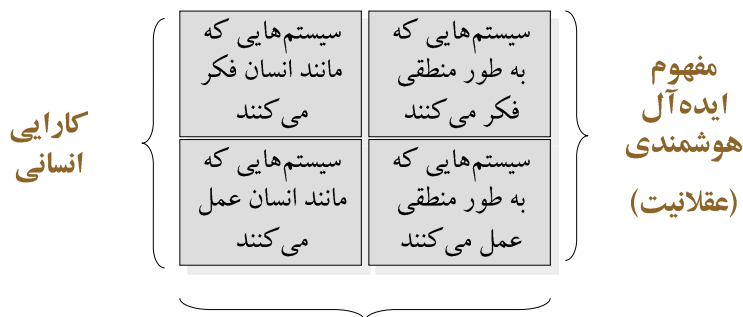 سیستم‌هایی که
به طور منطقی
فکر می‌کنند
سیستم‌هایی که
مانند انسان فکر
می‌کنند
سیستم‌هایی که
به طور منطقی
عمل می‌کنند
سیستم‌هایی که
مانند انسان عمل
می‌کنند
مفهوم
ایده‌آل
هوشمندی
(عقلانیت)
کارایی
انسانی